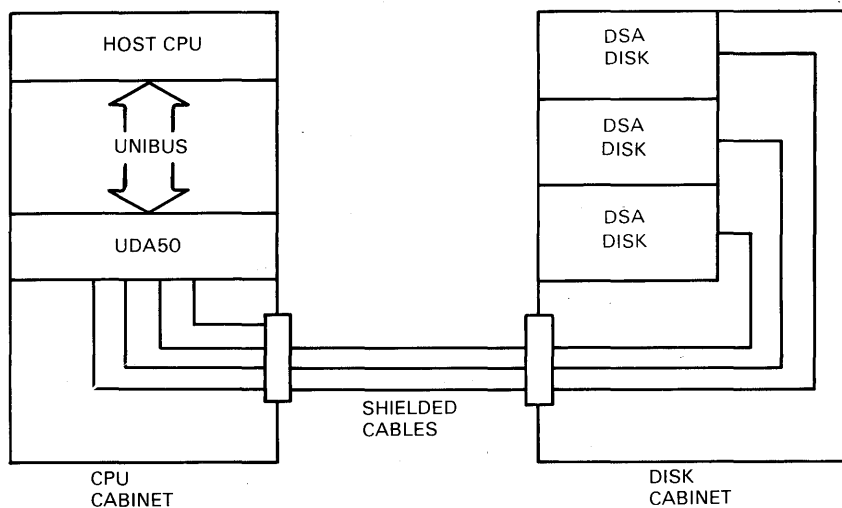 HOST CPU
UNIBUS
UDA50
CPU
CABINET
SHIELDED
CABLES
DSA
DISK
DSA
DISK
DSA
DISK
DISK
CABINET